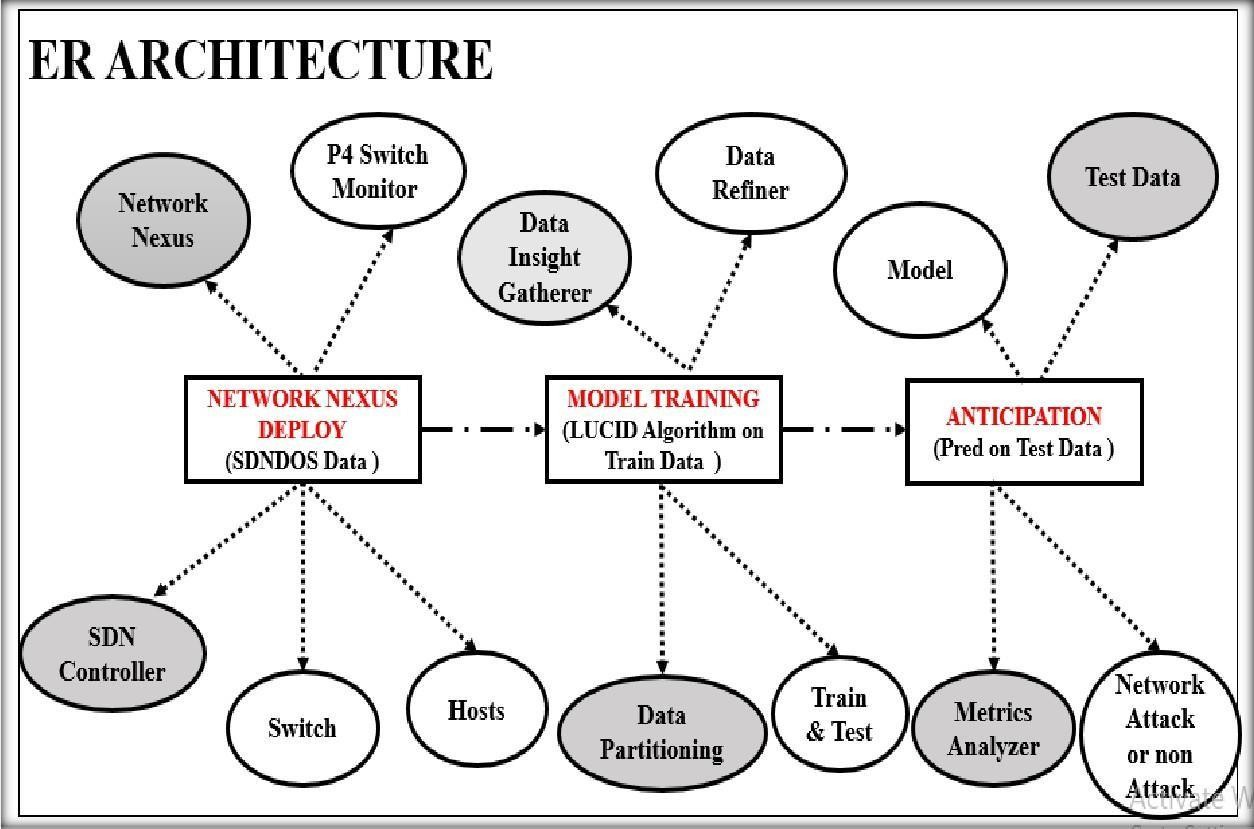 ER ARCHITECTURE
P4 Switch
Monitor
Network
Nexus
Data
Insight
Gatherer
Data
Refiner
Model
Test Data
NETWORK NEXUS
DEPLOY
(SDNDOS Data )
MODEL TRAINING
(LUCID Algorithm on
Train Data  )
ANTICIPATION
(Pred on Test Data )
SDN
Controller
Switch
Hosts
Data
Partitioning
Train
& Test
Metrics
Analyzer
Network
Attack
or non
Attack
Activate W